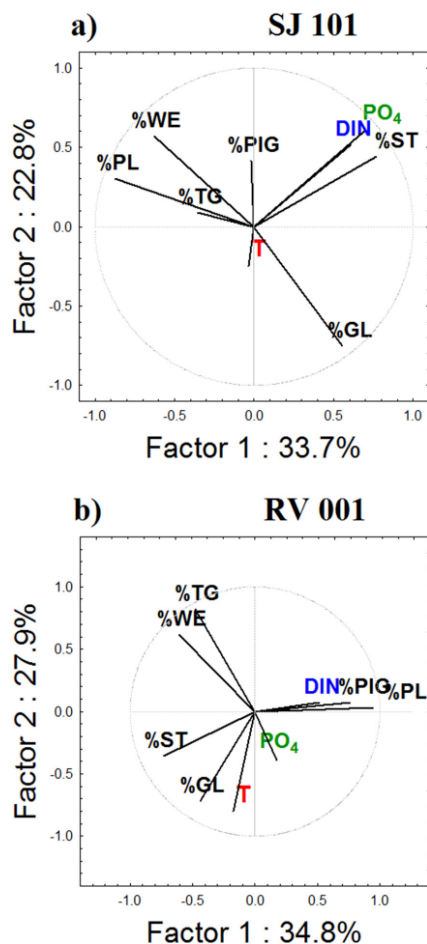 a) SJ 101
1.0
%WE
PO4
DIN
0.5
%PIG
%ST
%PL
%TG
0.0
T
-0.5
%GL
-1.0
Factor 2 : 22.8%
-1.0 -0.5 0.0 0.5 1.0
Factor 1 : 33.7%
b) RV 001
1.0
%TG
%WE
0.5
DIN %PIG %PL
0.0
%ST
PO4
-0.5
%GL T
-1.0
Factor 2 : 27.9%
-1.0 -0.5 0.0 0.5 1.0
Factor 1 : 34.8%